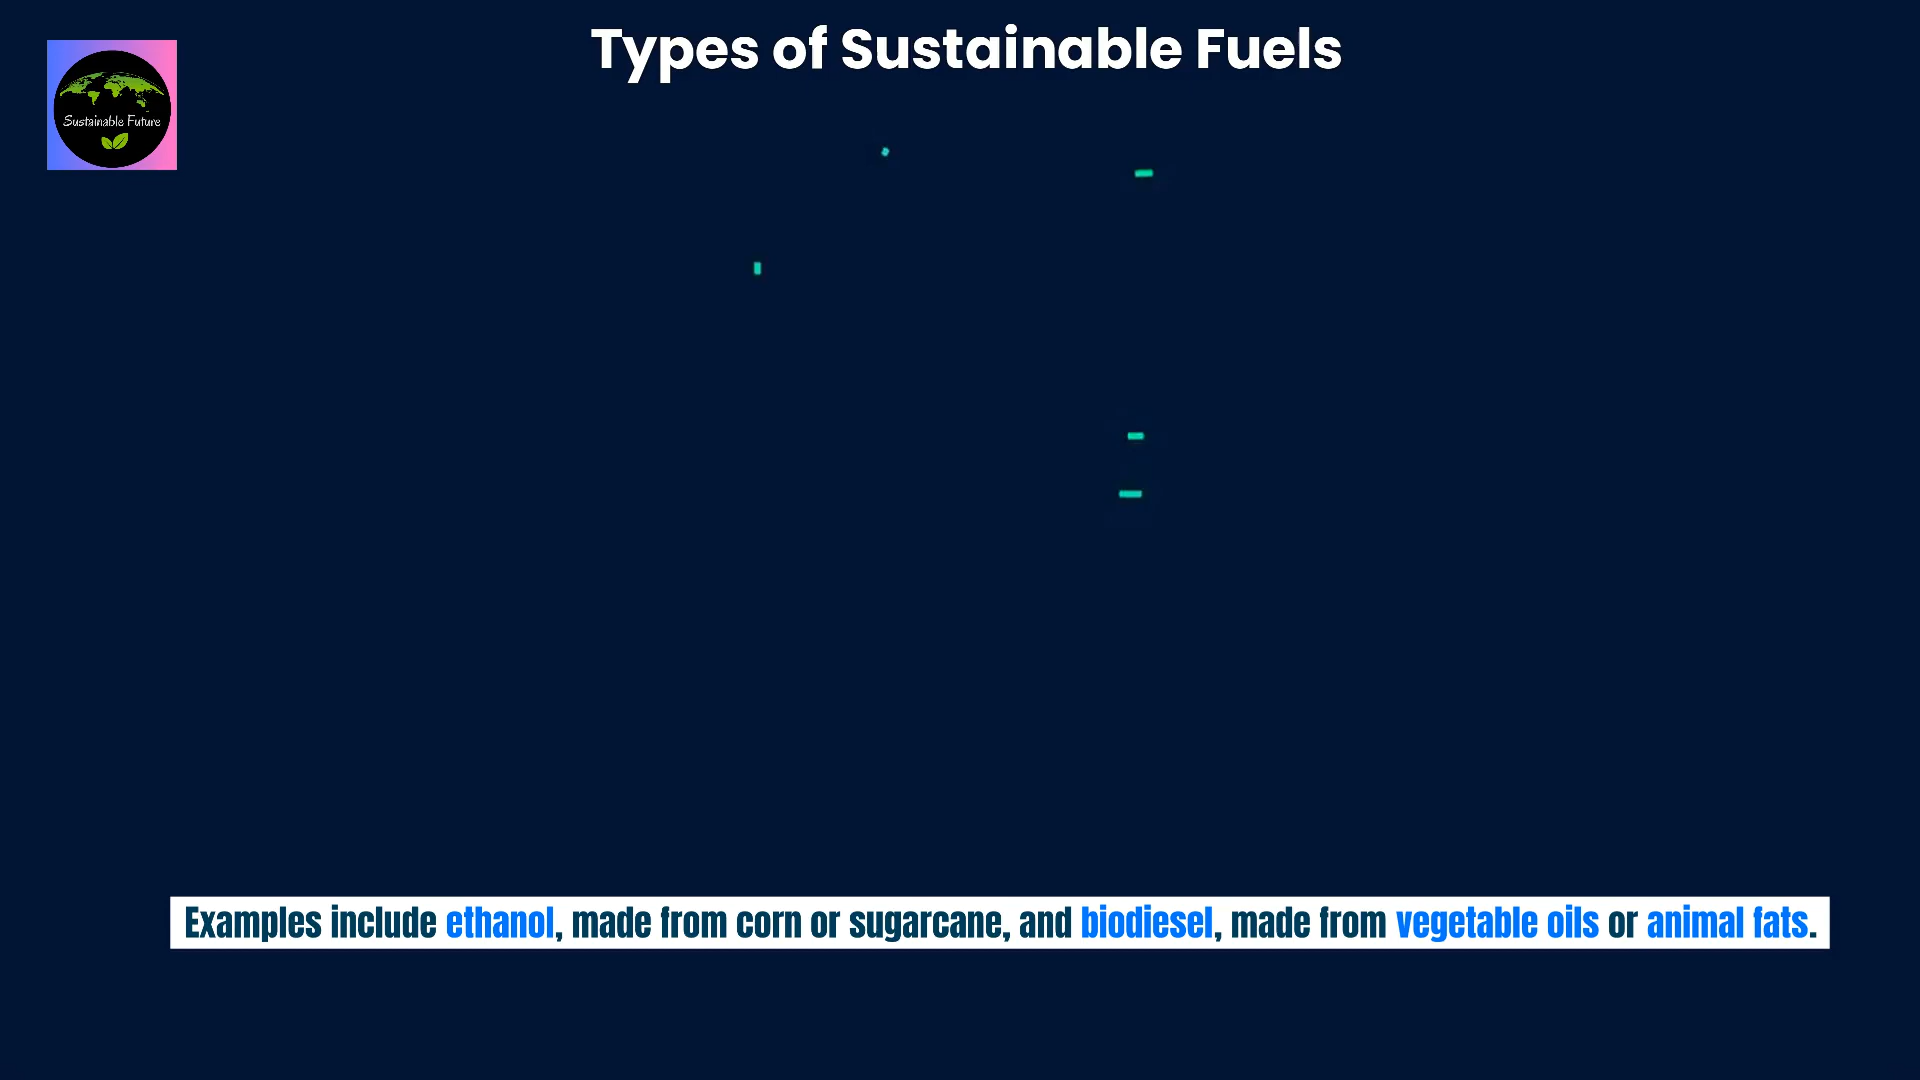 Types of Sustainable Fuels
Sustainable Future
Examples include ethanol, made from corn or sugarcane, and biodiesel, made from vegetable oils or animal fats.